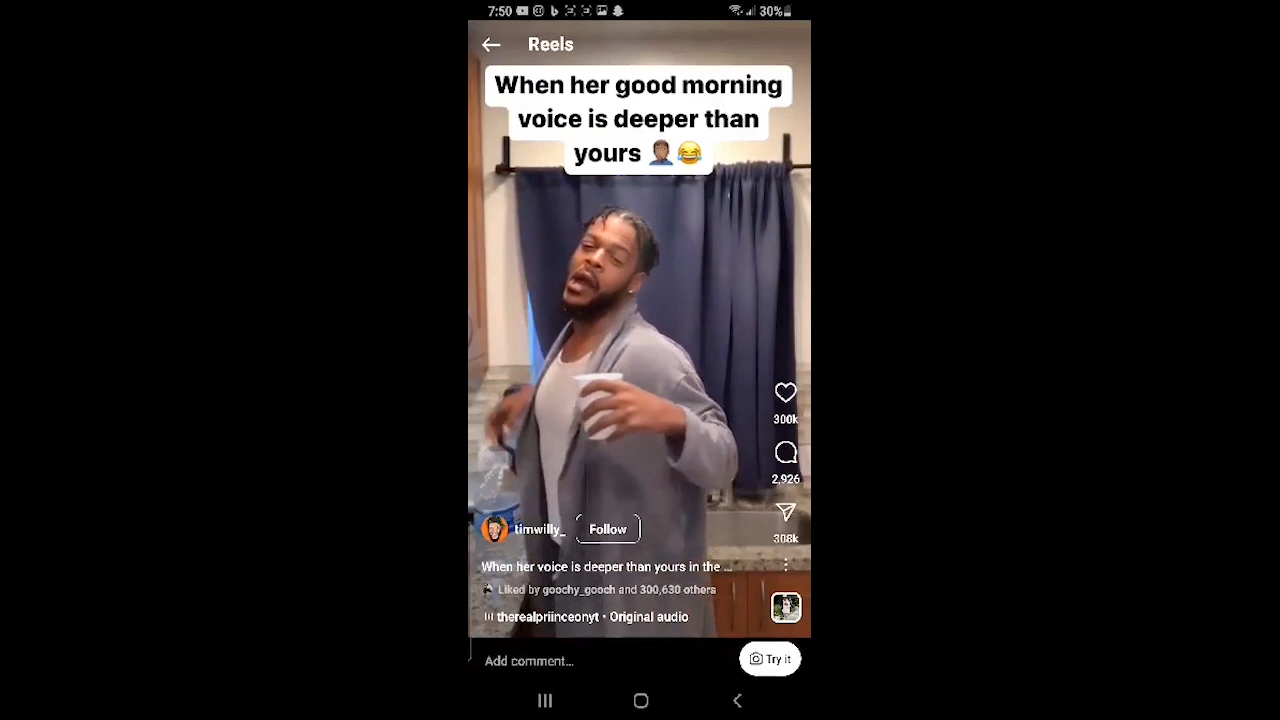 7:50
30%
Reels
When her good morning
voice is deeper than
yours 🤦🏽‍♂️😂
300k
2,926
308k
timwilly_
Follow
When her voice is deeper than yours in the ...
Liked by goochy_gooch and 300,630 others
therealpriinceonyt • Original audio
Add comment...
Try it